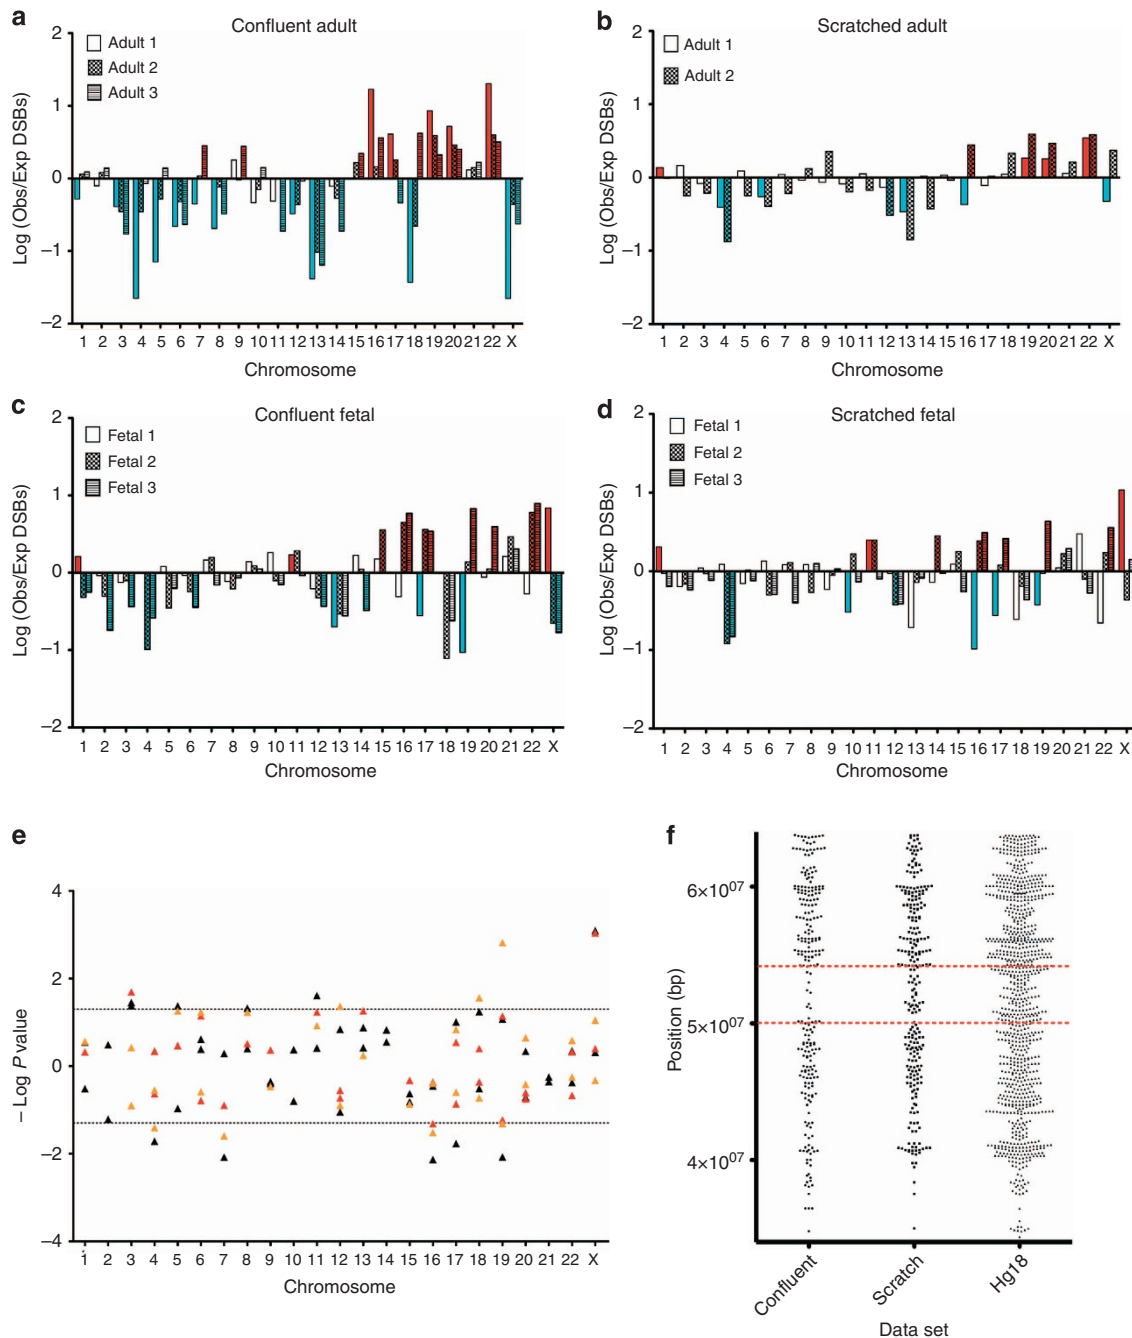 a
Confluent adult
Adult 1
Adult 2
Adult 3
Log (Obs/Exp DSBs)
2
1
0
−1
−2
1 2 3 4 5 6 7 8 9 10 11 12 13 14 15 16 17 18 19 20 21 22 X
Chromosome
b
Scratched adult
Adult 1
Adult 2
Log (Obs/Exp DSBs)
2
1
0
−1
−2
1 2 3 4 5 6 7 8 9 10 11 12 13 14 15 16 17 18 19 20 21 22 X
Chromosome
c
Confluent fetal
Fetal 1
Fetal 2
Fetal 3
Log (Obs/Exp DSBs)
2
1
0
−1
−2
1 2 3 4 5 6 7 8 9 10 11 12 13 14 15 16 17 18 19 20 21 22 X
Chromosome
d
Scratched fetal
Fetal 1
Fetal 2
Fetal 3
Log (Obs/Exp DSBs)
2
1
0
−1
−2
1 2 3 4 5 6 7 8 9 10 11 12 13 14 15 16 17 18 19 20 21 22 X
Chromosome
e
− Log P value
4
2
0
−2
−4
1 2 3 4 5 6 7 8 9 10 11 12 13 14 15 16 17 18 19 20 21 22 X
Chromosome
f
Position (bp)
6×10⁰⁷
5×10⁰⁷
4×10⁰⁷
Confluent
Scratch
Hg18
Data set